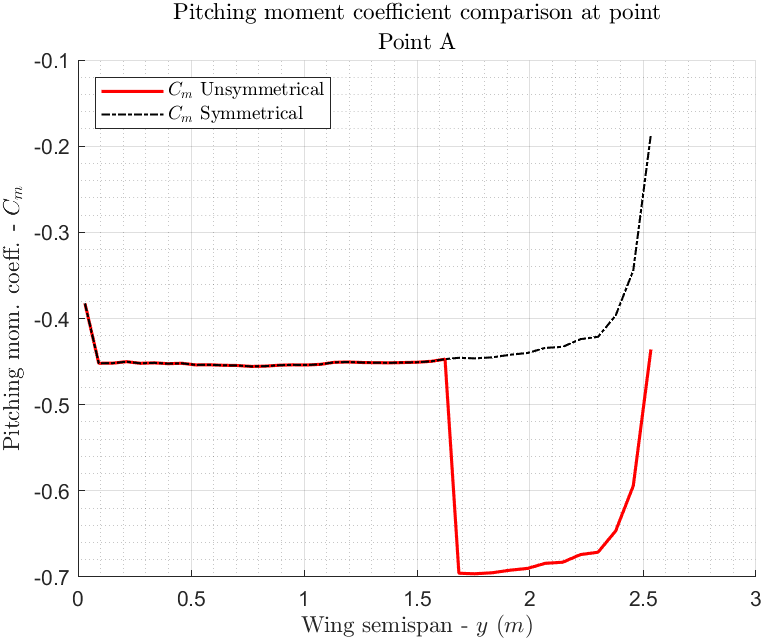 Pitching moment coefficient comparison at point
Point A
C_m Unsymmetrical
C_m Symmetrical
-0.1
-0.2
-0.3
-0.4
-0.5
-0.6
-0.7
Pitching mom. coeff. - C_m
0 0.5 1 1.5 2 2.5 3
Wing semispan - y (m)